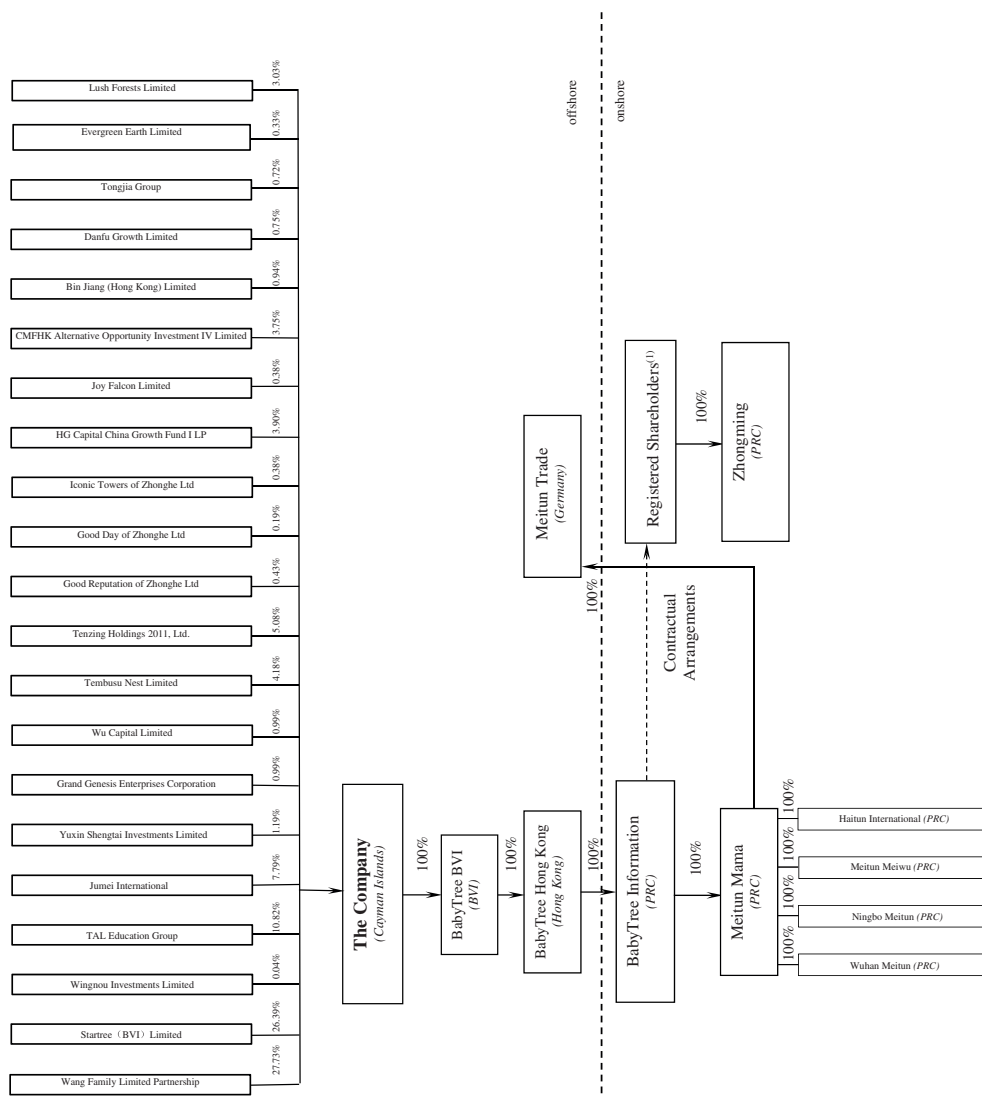 Lush Forests Limited
3.03%
Evergreen Earth Limited
0.33%
Tongjia Group
0.72%
Danfu Growth Limited
0.75%
Bin Jiang (Hong Kong) Limited
0.94%
CMFHK Alternative Opportunity Investment IV Limited
3.75%
Joy Falcon Limited
0.38%
HG Capital China Growth Fund I LP
3.90%
Iconic Towers of Zhonghe Ltd
0.38%
Good Day of Zhonghe Ltd
0.19%
Good Reputation of Zhonghe Ltd
0.43%
Tenzing Holdings 2011, Ltd.
5.08%
Tembusu Nest Limited
4.18%
Wu Capital Limited
0.99%
Grand Genesis Enterprises Corporation
0.99%
Yuxin Shengtai Investments Limited
1.19%
Jumei International
7.79%
TAL Education Group
10.82%
Wingnou Investments Limited
0.04%
Startree（BVI）Limited
26.39%
Wang Family Limited Partnership
27.73%
The Company
(Cayman Islands)
100%
BabyTree BVI
(BVI)
100%
BabyTree Hong Kong
(Hong Kong)
100%
offshore
onshore
Meitun Trade
(Germany)
100%
BabyTree Information
(PRC)
Contractual
Arrangements
Registered Shareholders(1)
100%
Zhongming
(PRC)
100%
Meitun Mama
(PRC)
100%
100%
100%
100%
Haitun International (PRC)
Meitun Meiwu (PRC)
Ningbo Meitun (PRC)
Wuhan Meitun (PRC)